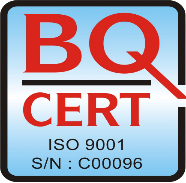 BQ
CERT
ISO 9001
S/N : C00096